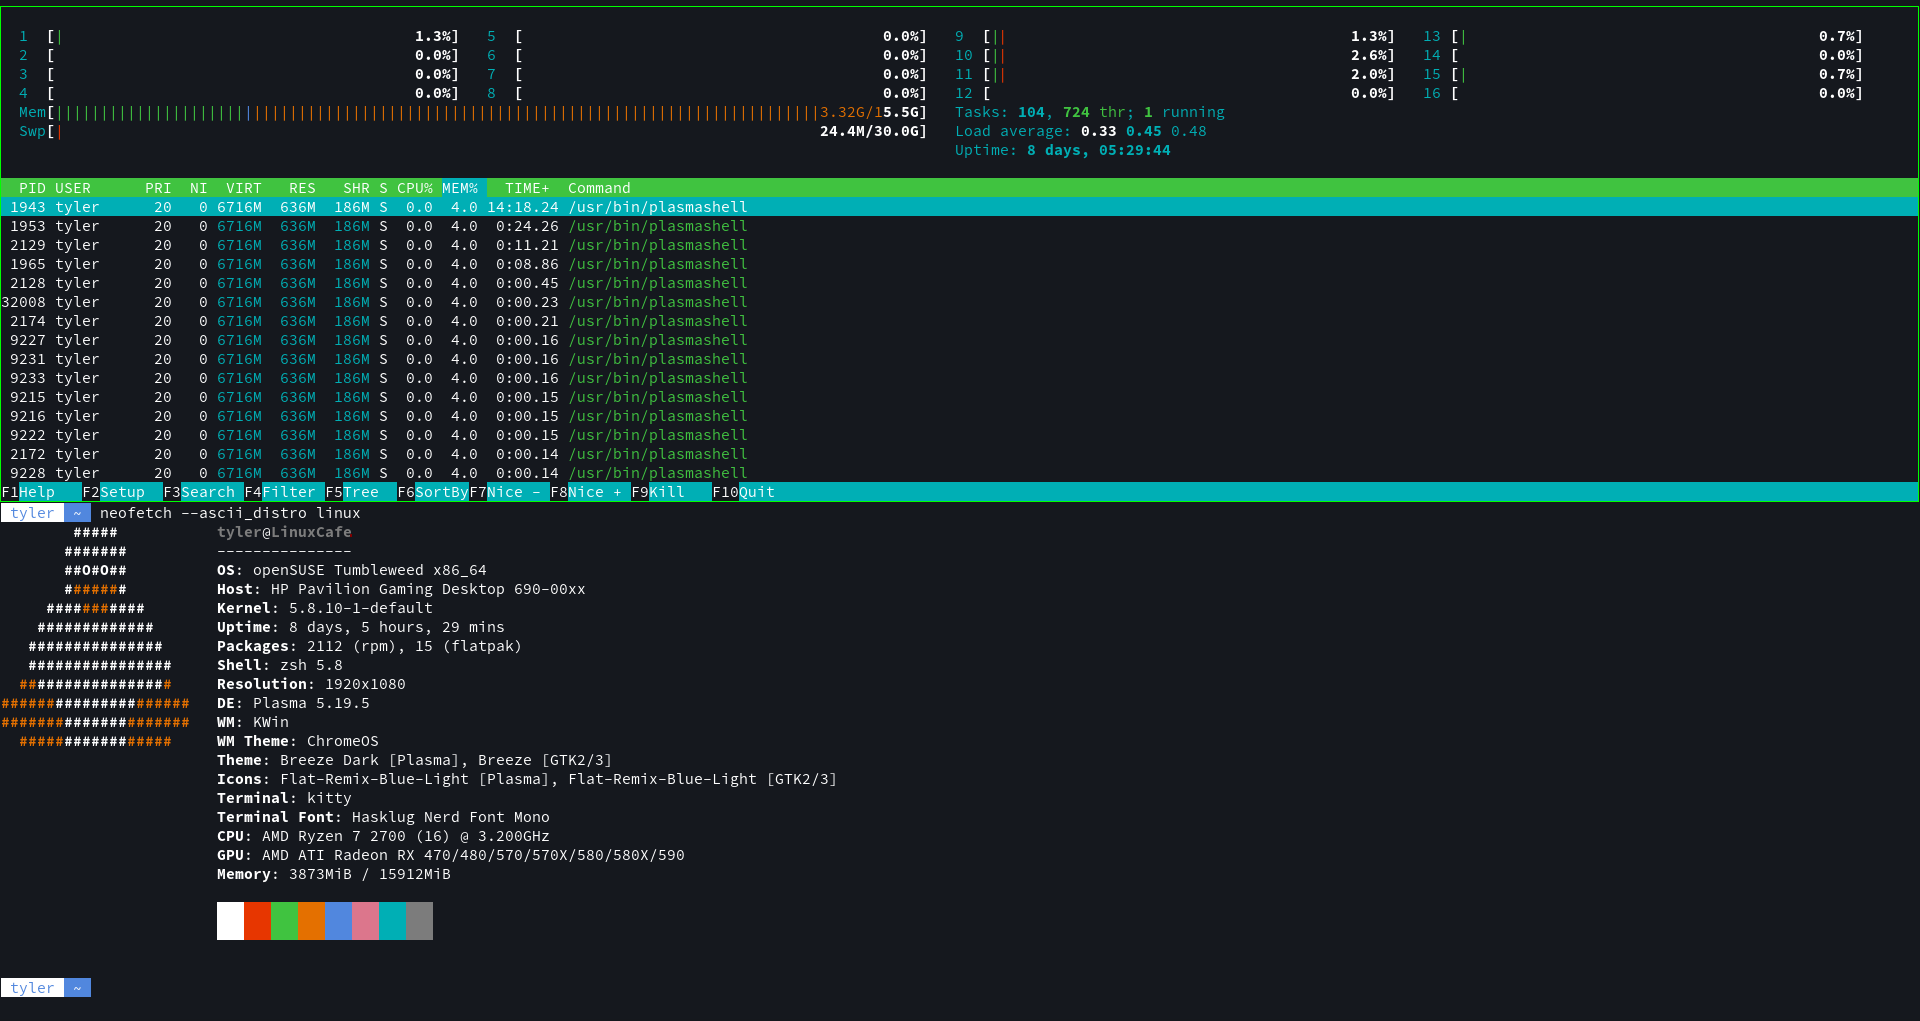 1 [| 1.3%] 5 [ 0.0%] 9 [|| 1.3%] 13 [| 0.7%]
2 [ 0.0%] 6 [ 0.0%] 10 [|| 2.6%] 14 [ 0.0%]
3 [ 0.0%] 7 [ 0.0%] 11 [|| 2.0%] 15 [| 0.7%]
4 [ 0.0%] 8 [ 0.0%] 12 [ 0.0%] 16 [ 0.0%]
Mem[|||||||||||||||||||||||||||||||||||||||||||||||||||||||||||||||||||||||||||||||||||||3.32G/15.5G] Tasks: 104, 724 thr; 1 running
Swp[| 24.4M/30.0G] Load average: 0.33 0.45 0.48
Uptime: 8 days, 05:29:44
PID USER PRI NI VIRT RES SHR S CPU% MEM% TIME+ Command
1943 tyler 20 0 6716M 636M 186M S 0.0 4.0 14:18.24 /usr/bin/plasmashell
1953 tyler 20 0 6716M 636M 186M S 0.0 4.0 0:24.26 /usr/bin/plasmashell
2129 tyler 20 0 6716M 636M 186M S 0.0 4.0 0:11.21 /usr/bin/plasmashell
1965 tyler 20 0 6716M 636M 186M S 0.0 4.0 0:08.86 /usr/bin/plasmashell
2128 tyler 20 0 6716M 636M 186M S 0.0 4.0 0:00.45 /usr/bin/plasmashell
32008 tyler 20 0 6716M 636M 186M S 0.0 4.0 0:00.23 /usr/bin/plasmashell
2174 tyler 20 0 6716M 636M 186M S 0.0 4.0 0:00.21 /usr/bin/plasmashell
9227 tyler 20 0 6716M 636M 186M S 0.0 4.0 0:00.16 /usr/bin/plasmashell
9231 tyler 20 0 6716M 636M 186M S 0.0 4.0 0:00.16 /usr/bin/plasmashell
9233 tyler 20 0 6716M 636M 186M S 0.0 4.0 0:00.16 /usr/bin/plasmashell
9215 tyler 20 0 6716M 636M 186M S 0.0 4.0 0:00.15 /usr/bin/plasmashell
9216 tyler 20 0 6716M 636M 186M S 0.0 4.0 0:00.15 /usr/bin/plasmashell
9222 tyler 20 0 6716M 636M 186M S 0.0 4.0 0:00.15 /usr/bin/plasmashell
2172 tyler 20 0 6716M 636M 186M S 0.0 4.0 0:00.14 /usr/bin/plasmashell
9228 tyler 20 0 6716M 636M 186M S 0.0 4.0 0:00.14 /usr/bin/plasmashell
F1Help F2Setup F3Search F4Filter F5Tree F6SortByF7Nice - F8Nice + F9Kill F10Quit
tyler ~ neofetch --ascii_distro linux
##### tyler@LinuxCafe
####### ---------------
##O#O## OS: openSUSE Tumbleweed x86_64
####### Host: HP Pavilion Gaming Desktop 690-00xx
########### Kernel: 5.8.10-1-default
############# Uptime: 8 days, 5 hours, 29 mins
############### Packages: 2112 (rpm), 15 (flatpak)
################ Shell: zsh 5.8
################# Resolution: 1920x1080
##################### DE: Plasma 5.19.5
##################### WM: KWin
################# WM Theme: ChromeOS
Theme: Breeze Dark [Plasma], Breeze [GTK2/3]
Icons: Flat-Remix-Blue-Light [Plasma], Flat-Remix-Blue-Light [GTK2/3]
Terminal: kitty
Terminal Font: Hasklug Nerd Font Mono
CPU: AMD Ryzen 7 2700 (16) @ 3.200GHz
GPU: AMD ATI Radeon RX 470/480/570/570X/580/580X/590
Memory: 3873MiB / 15912MiB
tyler ~